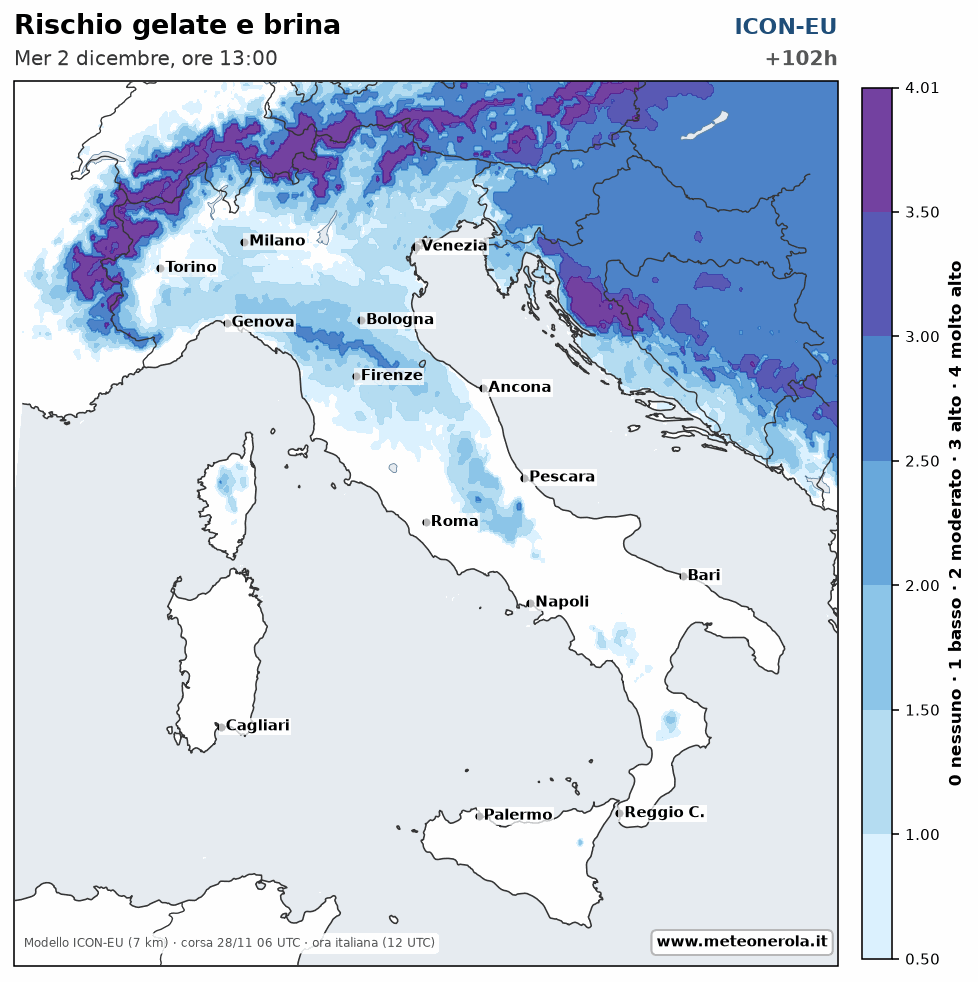 Rischio gelate e brina
ICON-EU
Mer 2 dicembre, ore 13:00
+102h
4.01
3.50
3.00
2.50
2.00
1.50
1.00
0.50
0 nessuno · 1 basso · 2 moderato · 3 alto · 4 molto alto
Milano
Venezia
Torino
Genova
Bologna
Firenze
Ancona
Pescara
Roma
Bari
Napoli
Cagliari
Palermo
Reggio C.
Modello ICON-EU (7 km) · corsa 28/11 06 UTC · ora italiana (12 UTC)
www.meteonerola.it